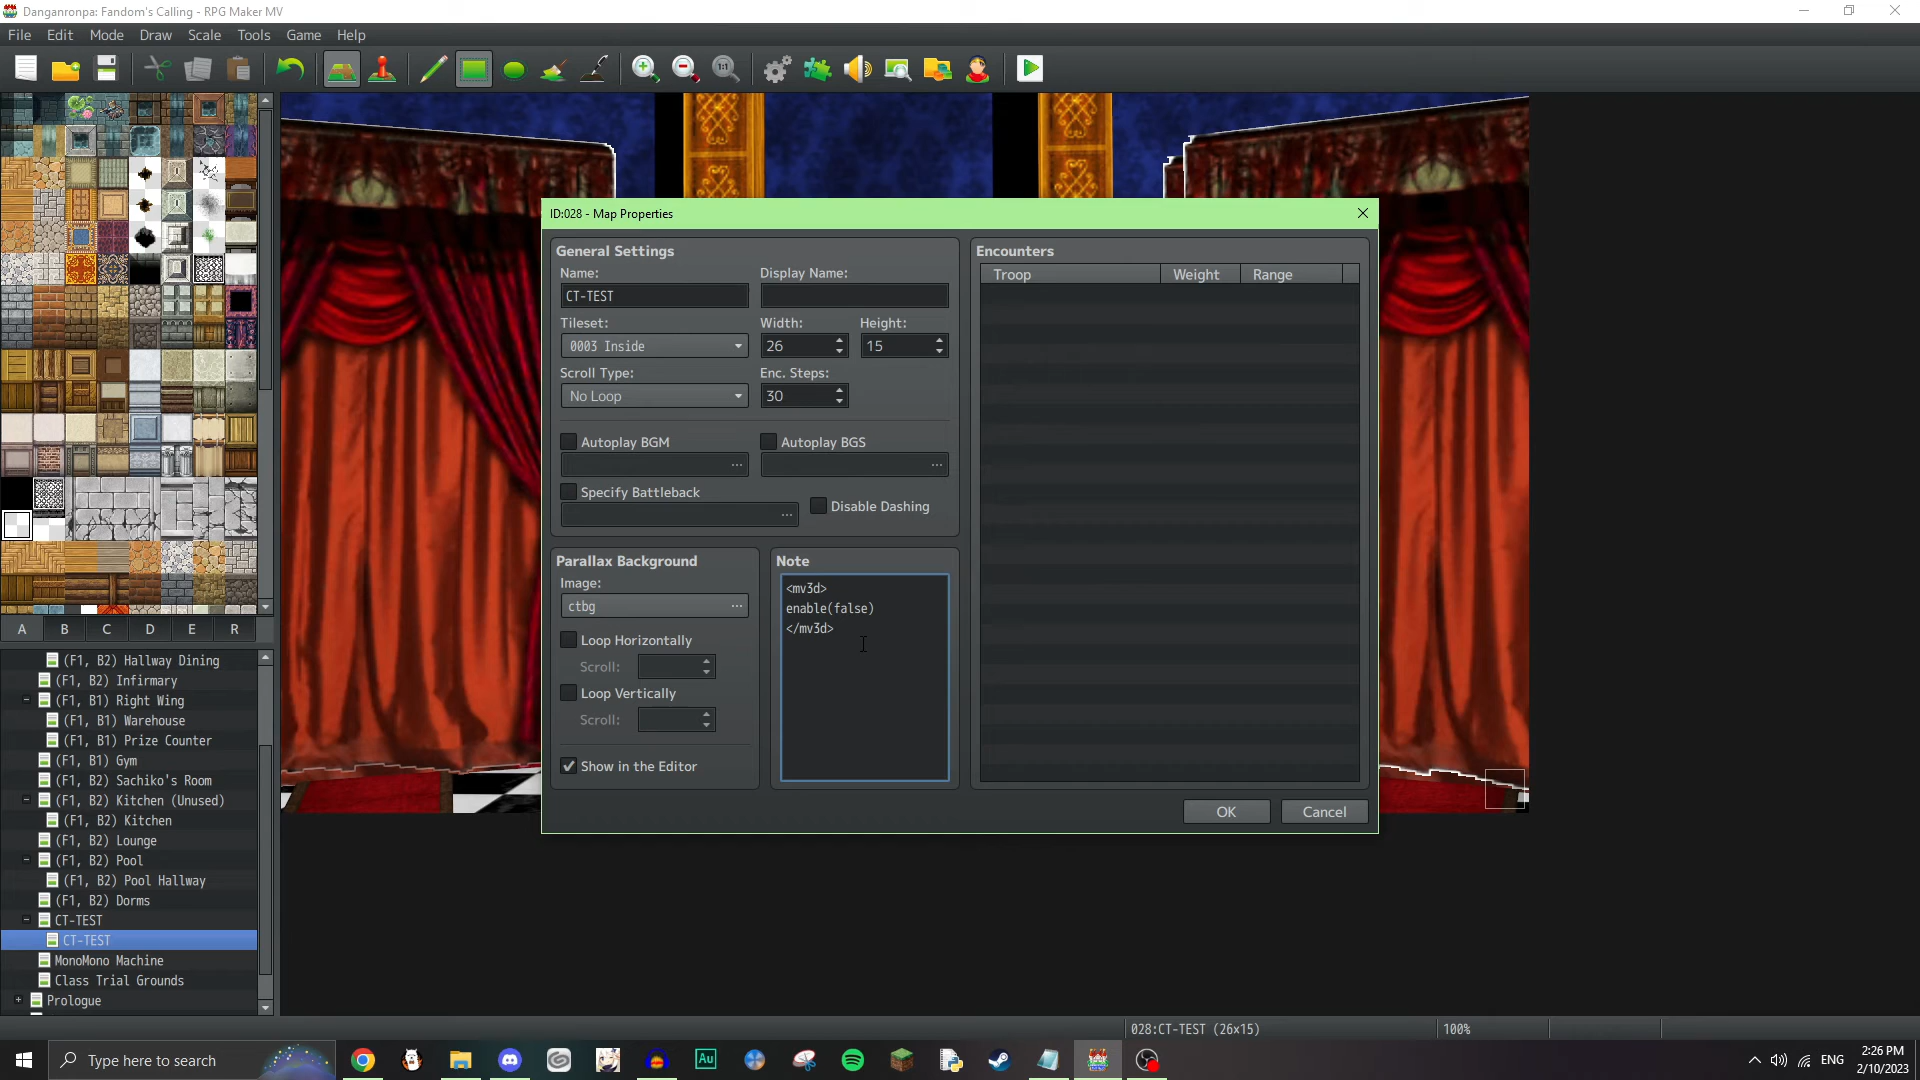 Danganronpa: Fandom's Calling - RPG Maker MV
File Edit Mode Draw Scale Tools Game Help
1:1
ID:028 - Map Properties
General Settings
Name: Display Name:
CT-TEST
Tileset: Width: Height:
0003 Inside 26 15
Scroll Type: Enc. Steps:
No Loop 30
Autoplay BGM Autoplay BGS
... ...
Specify Battleback
... Disable Dashing
Parallax Background
Image:
ctbg ...
Loop Horizontally
Scroll:
Loop Vertically
Scroll:
Show in the Editor
Note
<mv3d>
enable(false)
</mv3d>
Encounters
Troop Weight Range
OK Cancel
A B C D E R
(F1, B2) Hallway Dining
(F1, B2) Infirmary
(F1, B1) Right Wing
(F1, B1) Warehouse
(F1, B1) Prize Counter
(F1, B1) Gym
(F1, B2) Sachiko's Room
(F1, B2) Kitchen (Unused)
(F1, B2) Kitchen
(F1, B2) Lounge
(F1, B2) Pool
(F1, B2) Pool Hallway
(F1, B2) Dorms
CT-TEST
CT-TEST
MonoMono Machine
Class Trial Grounds
Prologue
028:CT-TEST (26x15) 100%
Type here to search
Au
ENG
2:26 PM
2/10/2023